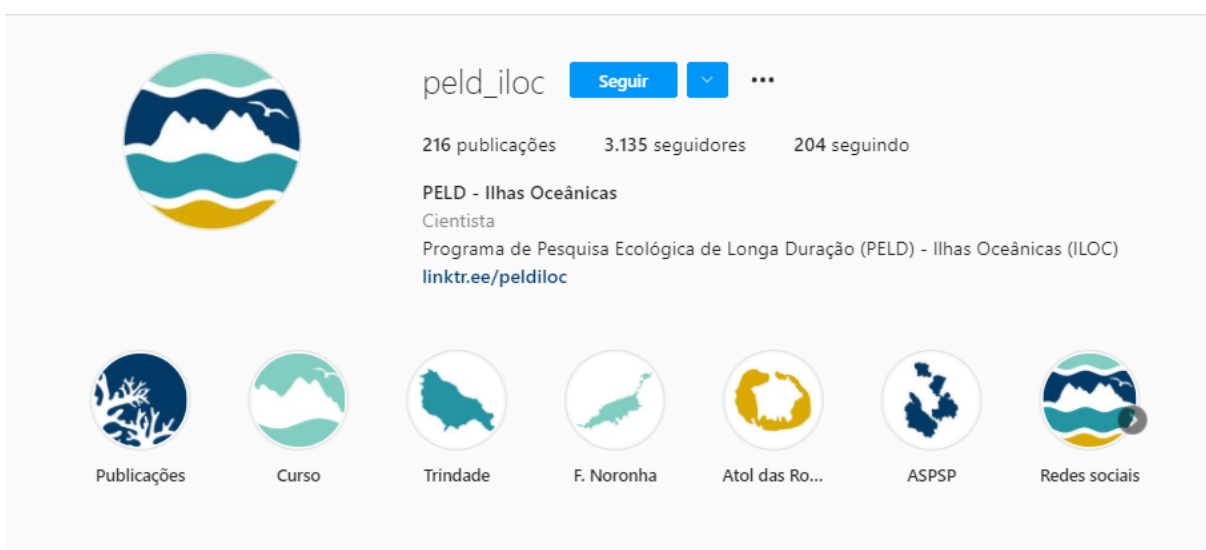 peld_iloc Seguir
216 publicações 3.135 seguidores 204 seguindo
PELD - Ilhas Oceânicas
Cientista
Programa de Pesquisa Ecológica de Longa Duração (PELD) - Ilhas Oceânicas (ILOC)
linktr.ee/peldiloc
Publicações Curso Trindade F. Noronha Atol das Ro... ASPSP Redes sociais